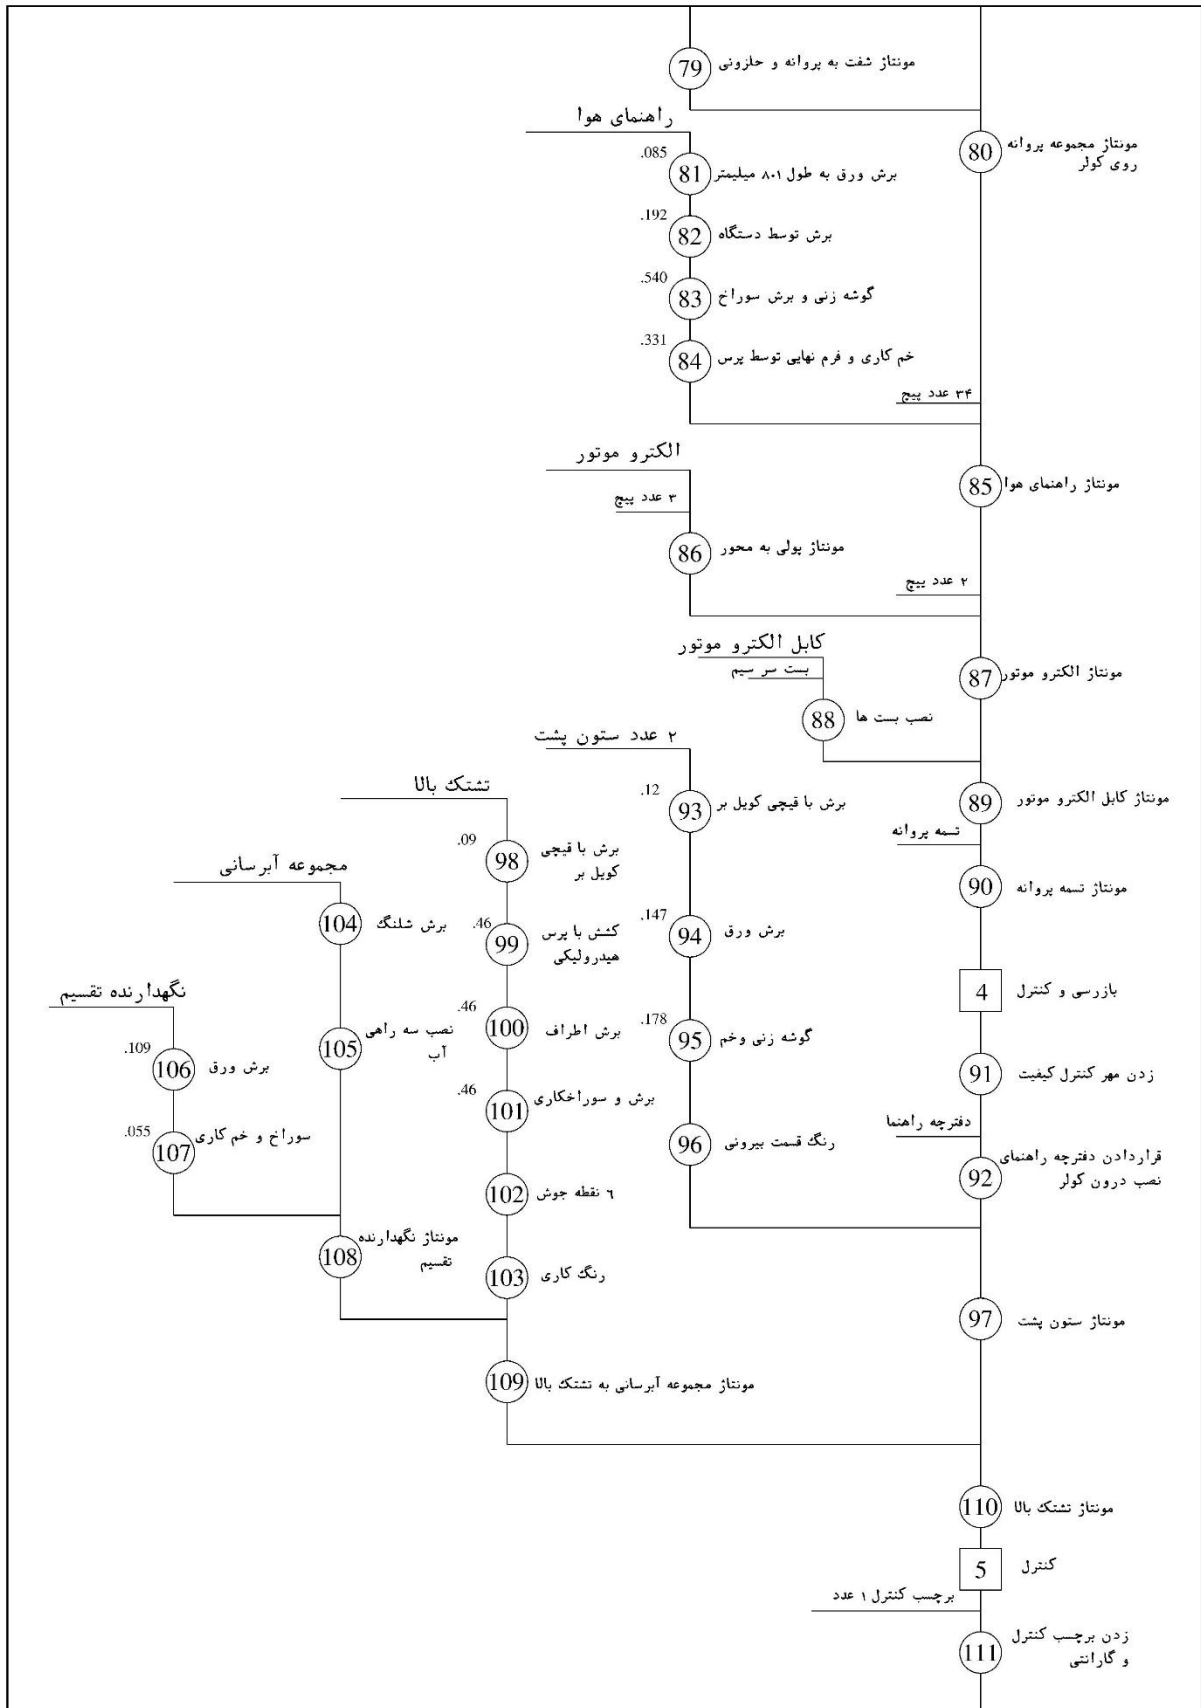 79
مونتاژ شفت به پروانه و حلزونی
راهنمای هوا
80
مونتاژ مجموعه پروانه
روی کولر
.085
81
برش ورق به طول ۸۰۱ میلیمتر
.192
82
برش توسط دستگاه
.540
83
گوشه زنی و برش سوراخ
.331
84
خم کاری و فرم نهایی توسط پرس
۳۴ عدد پیچ
الکترو موتور
85
مونتاژ راهنمای هوا
۳ عدد پیچ
86
مونتاژ پولی به محور
۲ عدد پیچ
کابل الکترو موتور
بست سر سیم
87
مونتاژ الکترو موتور
88
نصب بست ها
۲ عدد ستون پشت
تشتک بالا
.12
93
برش با قیچی کویل بر
89
مونتاژ کابل الکترو موتور
تسمه پروانه
.09
98
برش با قیچی
کویل بر
مجموعه آبرسانی
90
مونتاژ تسمه پروانه
104
برش شلنگ
.46
99
کشش با پرس
هیدرولیکی
.147
94
برش ورق
4
بازرسی و کنترل
نگهدارنده تقسیم
.46
100
برش اطراف
.178
95
گوشه زنی وخم
105
نصب سه راهی
آب
.109
106
برش ورق
91
زدن مهر کنترل کیفیت
.46
101
برش و سوراخکاری
دفترچه راهنما
.055
107
سوراخ و خم کاری
96
رنگ قسمت بیرونی
92
قراردادن دفترچه راهنمای
نصب درون کولر
102
٦ نقطه جوش
108
مونتاژ نگهدارنده
تقسیم
103
رنگ کاری
97
مونتاژ ستون پشت
109
مونتاژ مجموعه آبرسانی به تشتک بالا
110
مونتاژ تشتک بالا
5
کنترل
برچسب کنترل ۱ عدد
111
زدن برچسب کنترل
و گارانتی